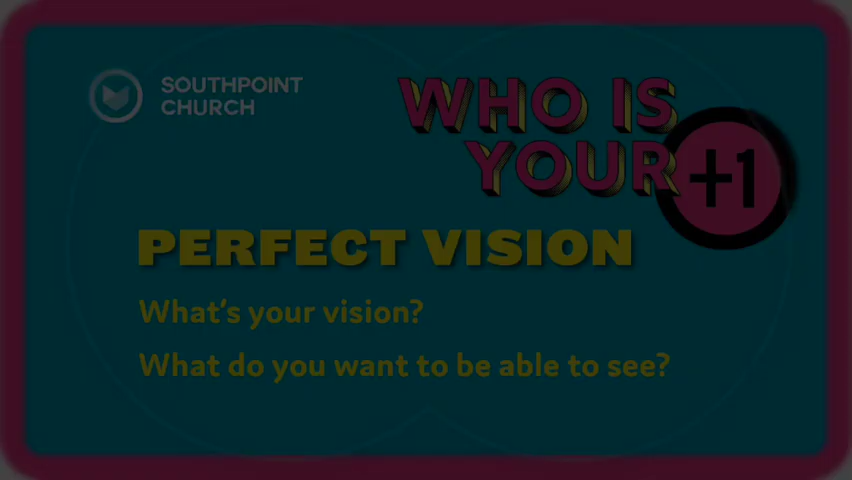 SOUTHPOINT
CHURCH
WHO IS
YOUR
+1
PERFECT VISION
What's your vision?
What do you want to be able to see?